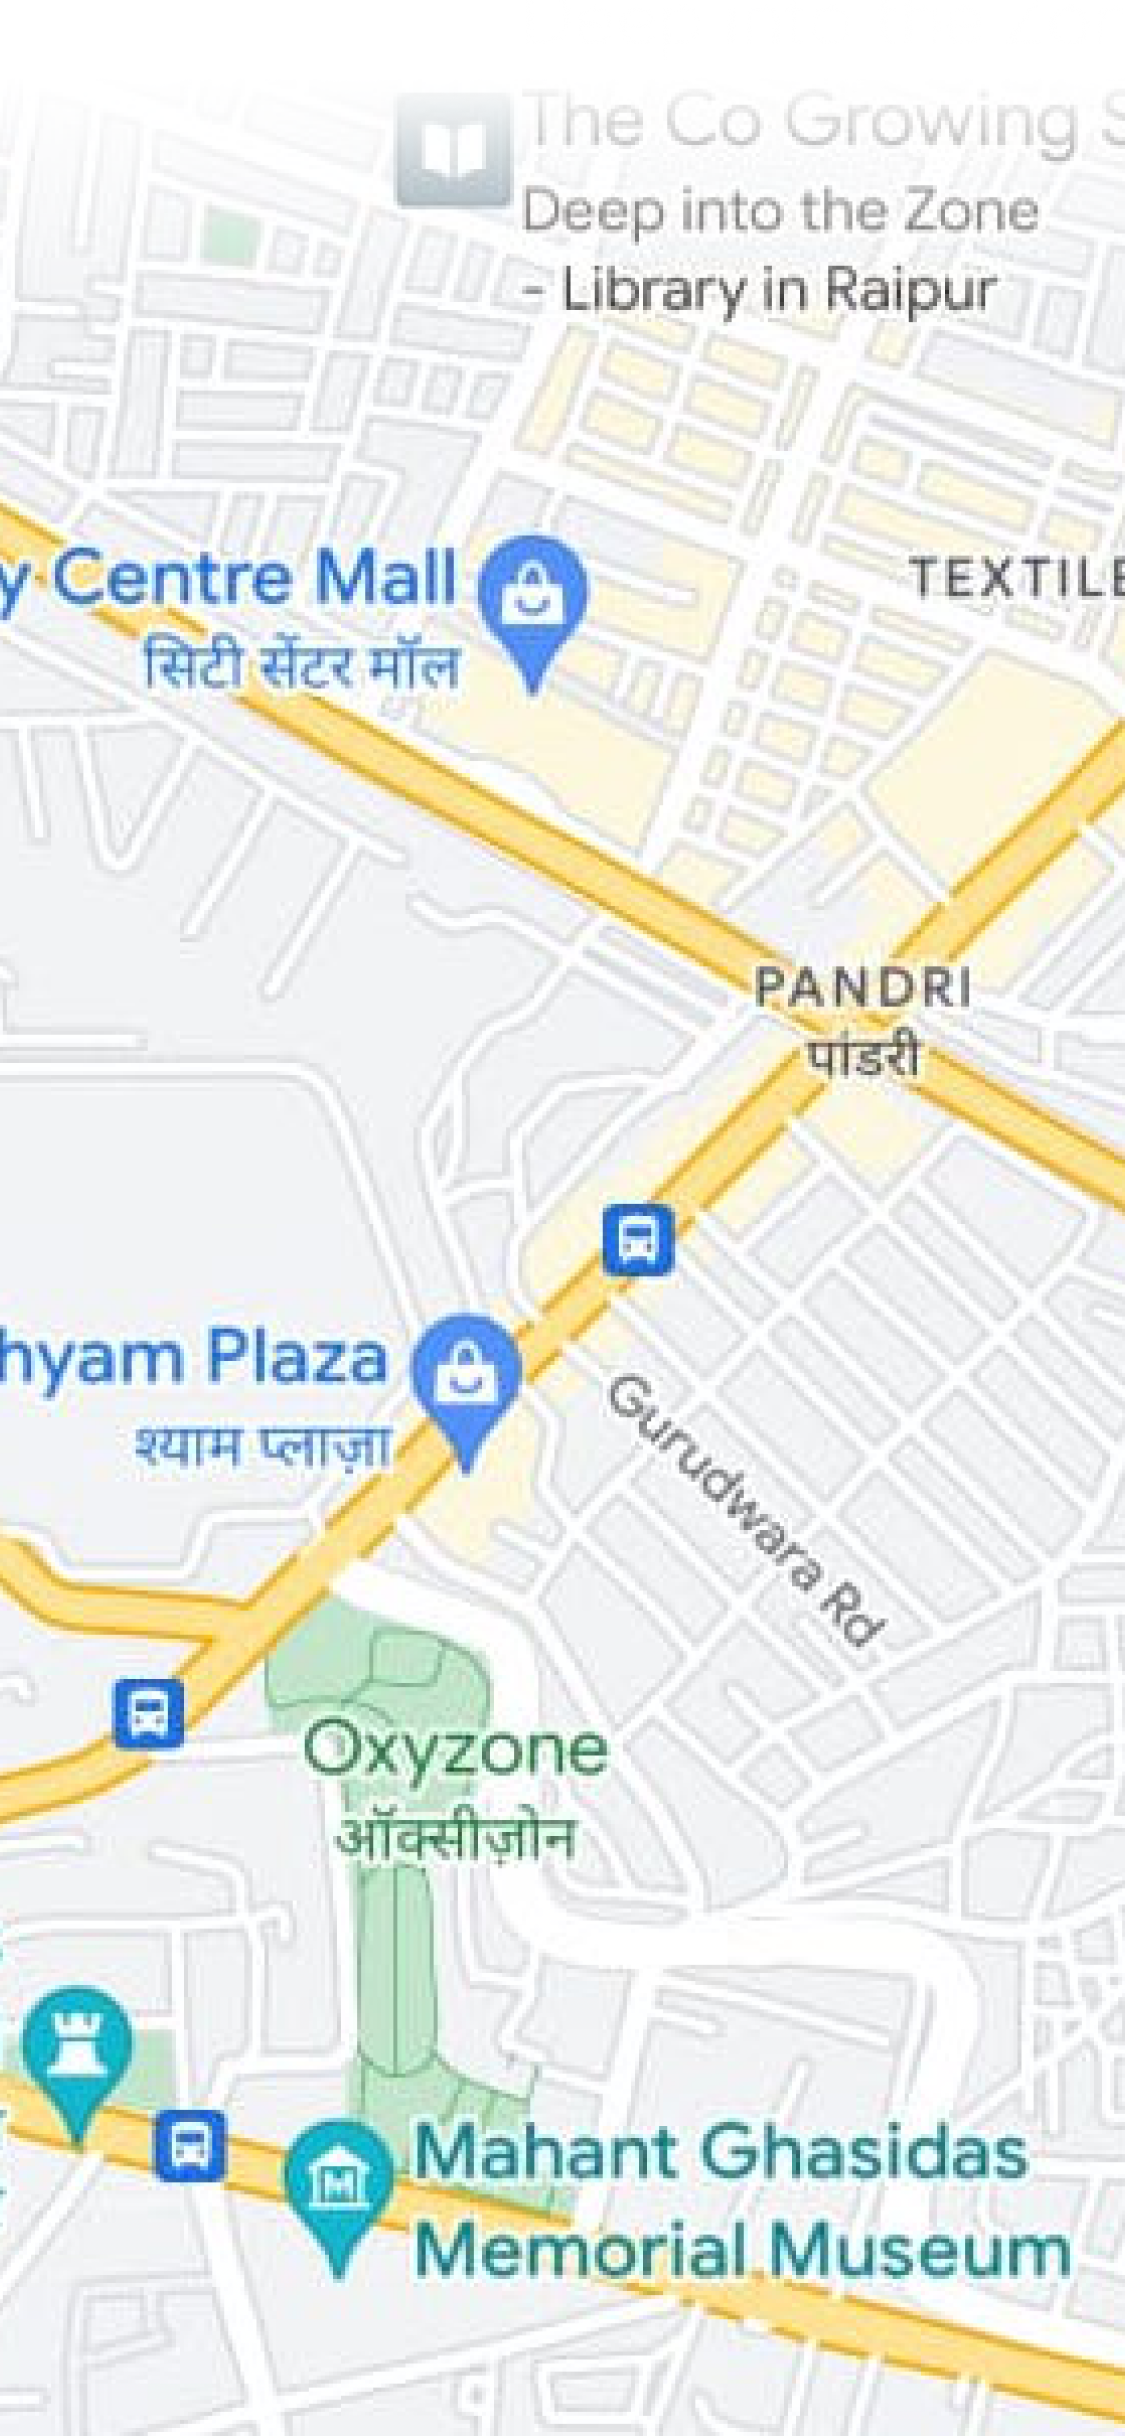 The Co Growing S
Deep into the Zone
- Library in Raipur
TEXTILE
y Centre Mall
सिटी सेंटर मॉल
PANDRI
पांडरी
hyam Plaza
श्याम प्लाज़ा
Gurudwara Rd
Oxyzone
ऑक्सीज़ोन
Mahant Ghasidas
Memorial Museum